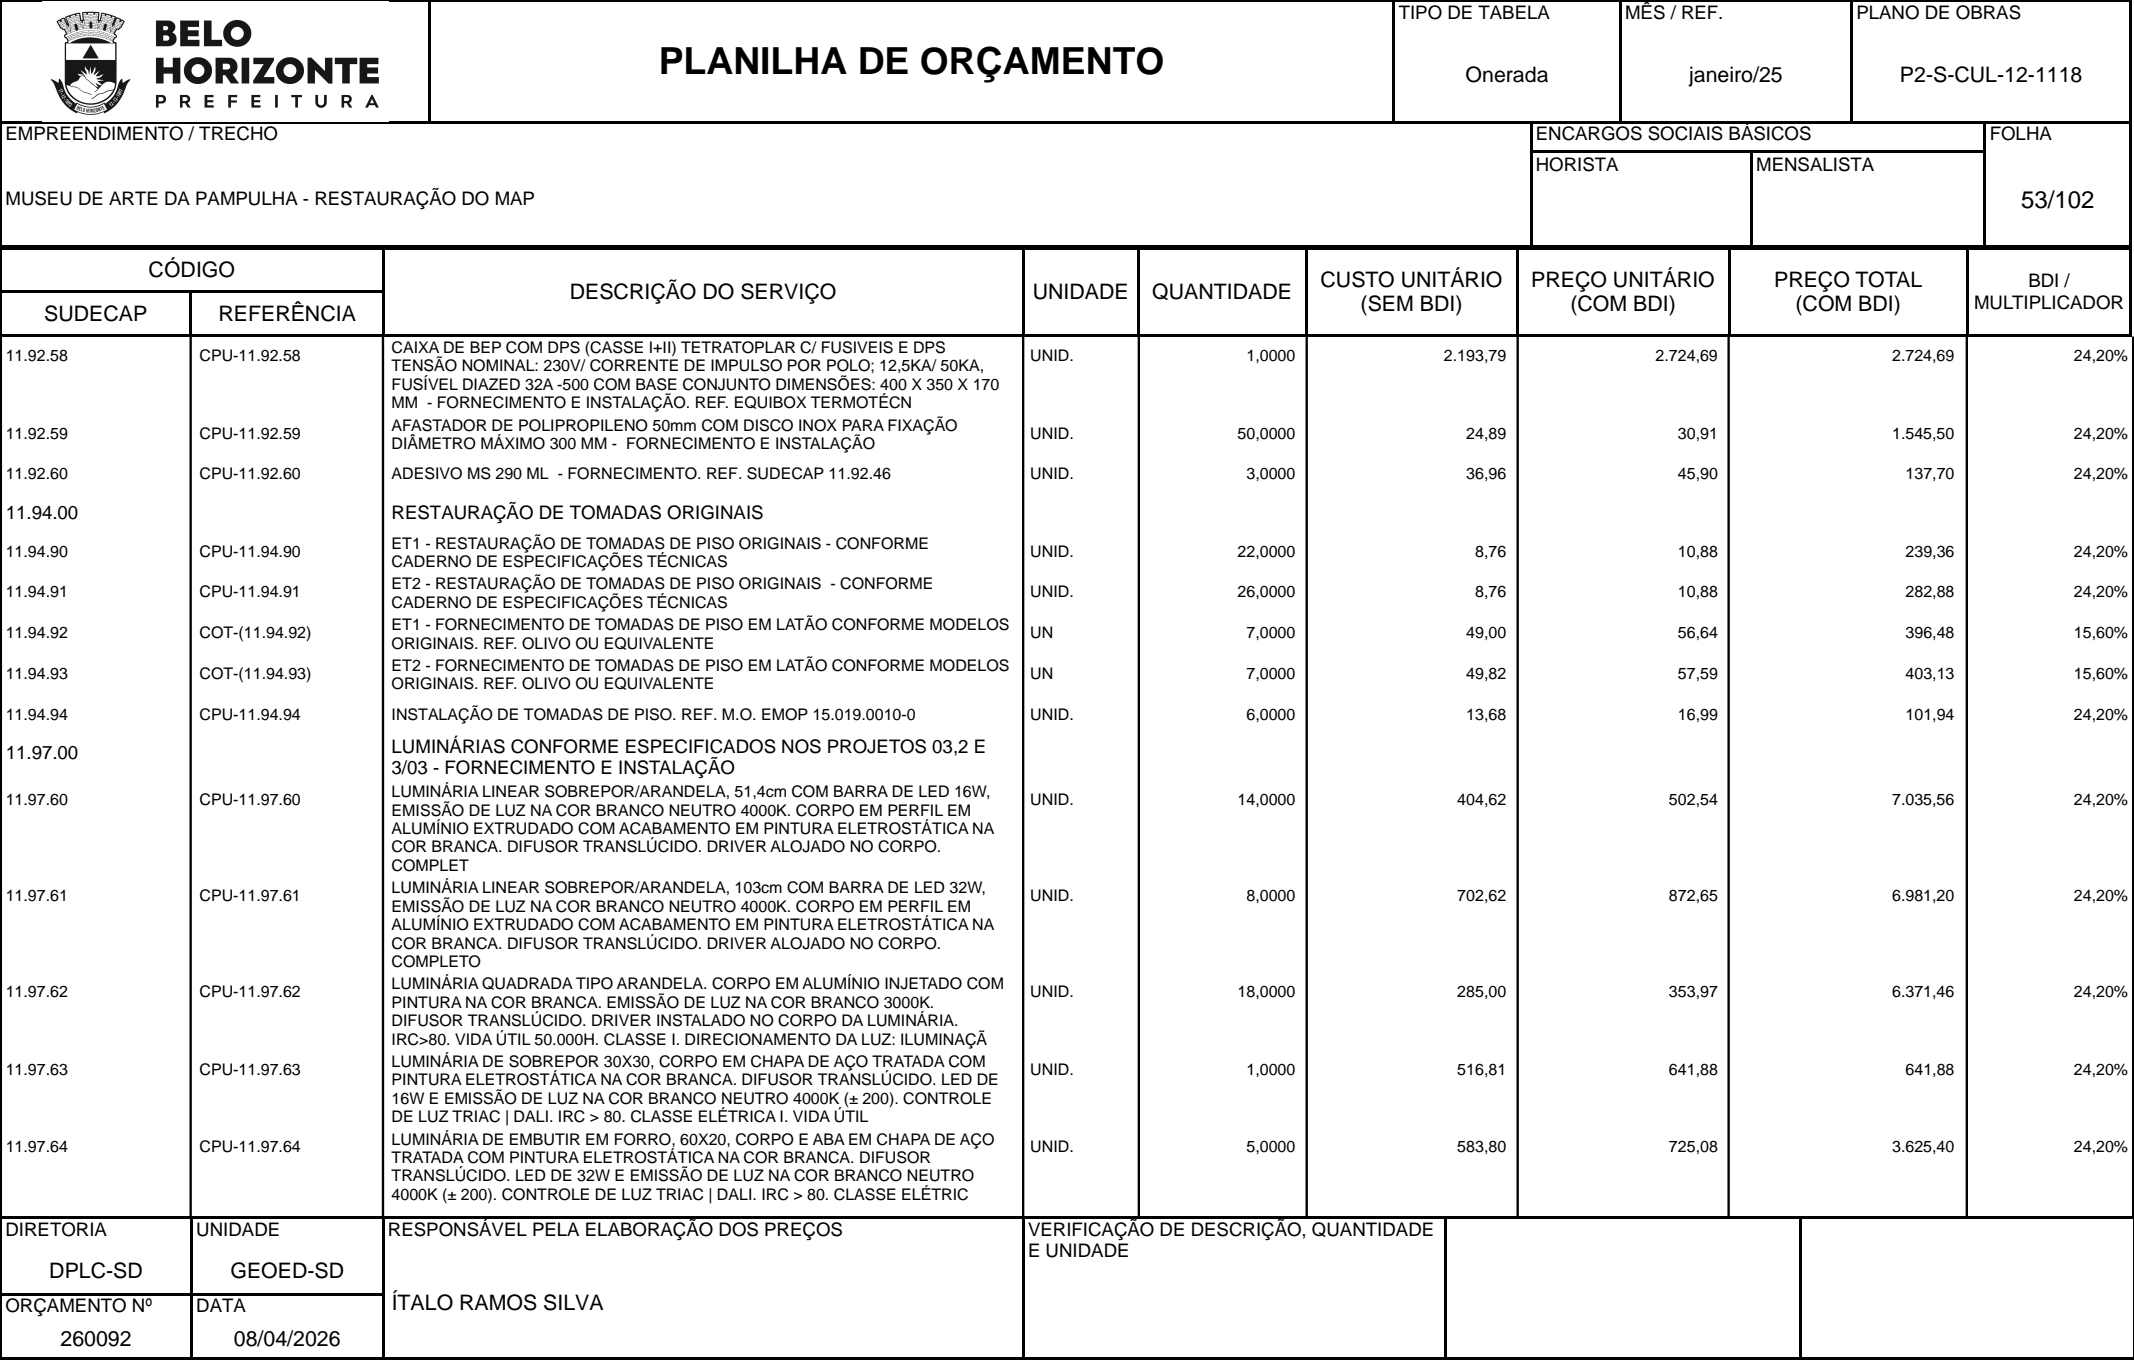 BELO
HORIZONTE
PREFEITURA
PLANILHA DE ORÇAMENTO
TIPO DE TABELA
Onerada
MÊS / REF.
janeiro/25
PLANO DE OBRAS
P2-S-CUL-12-1118
EMPREENDIMENTO / TRECHO
MUSEU DE ARTE DA PAMPULHA - RESTAURAÇÃO DO MAP
ENCARGOS SOCIAIS BÁSICOS
HORISTA
MENSALISTA
FOLHA
53/102
CÓDIGO
SUDECAP
REFERÊNCIA
DESCRIÇÃO DO SERVIÇO
UNIDADE
QUANTIDADE
CUSTO UNITÁRIO
(SEM BDI)
PREÇO UNITÁRIO
(COM BDI)
PREÇO TOTAL
(COM BDI)
BDI /
MULTIPLICADOR
11.92.58 CPU-11.92.58 CAIXA DE BEP COM DPS (CASSE I+II) TETRATOPLAR C/ FUSIVEIS E DPS UNID. 1,0000 2.193,79 2.724,69 2.724,69 24,20%
TENSÃO NOMINAL: 230V/ CORRENTE DE IMPULSO POR POLO; 12,5KA/ 50KA,
FUSÍVEL DIAZED 32A -500 COM BASE CONJUNTO DIMENSÕES: 400 X 350 X 170
MM - FORNECIMENTO E INSTALAÇÃO. REF. EQUIBOX TERMOTÉCN
11.92.59 CPU-11.92.59 AFASTADOR DE POLIPROPILENO 50mm COM DISCO INOX PARA FIXAÇÃO UNID. 50,0000 24,89 30,91 1.545,50 24,20%
DIÂMETRO MÁXIMO 300 MM - FORNECIMENTO E INSTALAÇÃO
11.92.60 CPU-11.92.60 ADESIVO MS 290 ML - FORNECIMENTO. REF. SUDECAP 11.92.46 UNID. 3,0000 36,96 45,90 137,70 24,20%
11.94.00 RESTAURAÇÃO DE TOMADAS ORIGINAIS
11.94.90 CPU-11.94.90 ET1 - RESTAURAÇÃO DE TOMADAS DE PISO ORIGINAIS - CONFORME UNID. 22,0000 8,76 10,88 239,36 24,20%
CADERNO DE ESPECIFICAÇÕES TÉCNICAS
11.94.91 CPU-11.94.91 ET2 - RESTAURAÇÃO DE TOMADAS DE PISO ORIGINAIS - CONFORME UNID. 26,0000 8,76 10,88 282,88 24,20%
CADERNO DE ESPECIFICAÇÕES TÉCNICAS
11.94.92 COT-(11.94.92) ET1 - FORNECIMENTO DE TOMADAS DE PISO EM LATÃO CONFORME MODELOS UN 7,0000 49,00 56,64 396,48 15,60%
ORIGINAIS. REF. OLIVO OU EQUIVALENTE
11.94.93 COT-(11.94.93) ET2 - FORNECIMENTO DE TOMADAS DE PISO EM LATÃO CONFORME MODELOS UN 7,0000 49,82 57,59 403,13 15,60%
ORIGINAIS. REF. OLIVO OU EQUIVALENTE
11.94.94 CPU-11.94.94 INSTALAÇÃO DE TOMADAS DE PISO. REF. M.O. EMOP 15.019.0010-0 UNID. 6,0000 13,68 16,99 101,94 24,20%
11.97.00 LUMINÁRIAS CONFORME ESPECIFICADOS NOS PROJETOS 03,2 E
3/03 - FORNECIMENTO E INSTALAÇÃO
11.97.60 CPU-11.97.60 LUMINÁRIA LINEAR SOBREPOR/ARANDELA, 51,4cm COM BARRA DE LED 16W, UNID. 14,0000 404,62 502,54 7.035,56 24,20%
EMISSÃO DE LUZ NA COR BRANCO NEUTRO 4000K. CORPO EM PERFIL EM
ALUMÍNIO EXTRUDADO COM ACABAMENTO EM PINTURA ELETROSTÁTICA NA
COR BRANCA. DIFUSOR TRANSLÚCIDO. DRIVER ALOJADO NO CORPO.
COMPLET
11.97.61 CPU-11.97.61 LUMINÁRIA LINEAR SOBREPOR/ARANDELA, 103cm COM BARRA DE LED 32W, UNID. 8,0000 702,62 872,65 6.981,20 24,20%
EMISSÃO DE LUZ NA COR BRANCO NEUTRO 4000K. CORPO EM PERFIL EM
ALUMÍNIO EXTRUDADO COM ACABAMENTO EM PINTURA ELETROSTÁTICA NA
COR BRANCA. DIFUSOR TRANSLÚCIDO. DRIVER ALOJADO NO CORPO.
COMPLETO
11.97.62 CPU-11.97.62 LUMINÁRIA QUADRADA TIPO ARANDELA. CORPO EM ALUMÍNIO INJETADO COM UNID. 18,0000 285,00 353,97 6.371,46 24,20%
PINTURA NA COR BRANCA. EMISSÃO DE LUZ NA COR BRANCO 3000K.
DIFUSOR TRANSLÚCIDO. DRIVER INSTALADO NO CORPO DA LUMINÁRIA.
IRC>80. VIDA ÚTIL 50.000H. CLASSE I. DIRECIONAMENTO DA LUZ: ILUMINAÇÃ
11.97.63 CPU-11.97.63 LUMINÁRIA DE SOBREPOR 30X30, CORPO EM CHAPA DE AÇO TRATADA COM UNID. 1,0000 516,81 641,88 641,88 24,20%
PINTURA ELETROSTÁTICA NA COR BRANCA. DIFUSOR TRANSLÚCIDO. LED DE
16W E EMISSÃO DE LUZ NA COR BRANCO NEUTRO 4000K (± 200). CONTROLE
DE LUZ TRIAC | DALI. IRC > 80. CLASSE ELÉTRICA I. VIDA ÚTIL
11.97.64 CPU-11.97.64 LUMINÁRIA DE EMBUTIR EM FORRO, 60X20, CORPO E ABA EM CHAPA DE AÇO UNID. 5,0000 583,80 725,08 3.625,40 24,20%
TRATADA COM PINTURA ELETROSTÁTICA NA COR BRANCA. DIFUSOR
TRANSLÚCIDO. LED DE 32W E EMISSÃO DE LUZ NA COR BRANCO NEUTRO
4000K (± 200). CONTROLE DE LUZ TRIAC | DALI. IRC > 80. CLASSE ELÉTRIC
DIRETORIA
DPLC-SD
UNIDADE
GEOED-SD
ORÇAMENTO Nº
260092
DATA
08/04/2026
RESPONSÁVEL PELA ELABORAÇÃO DOS PREÇOS
ÍTALO RAMOS SILVA
VERIFICAÇÃO DE DESCRIÇÃO, QUANTIDADE
E UNIDADE